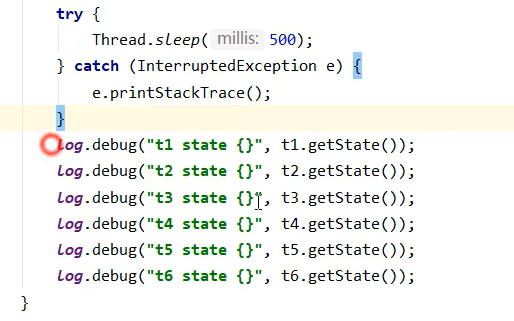 try {
Thread.sleep( millis: 500);
} catch (InterruptedException e) {
e.printStackTrace();
}
log.debug("t1 state {}", t1.getState());
log.debug("t2 state {}", t2.getState());
log.debug("t3 state {}", t3.getState());
log.debug("t4 state {}", t4.getState());
log.debug("t5 state {}", t5.getState());
log.debug("t6 state {}", t6.getState());
}